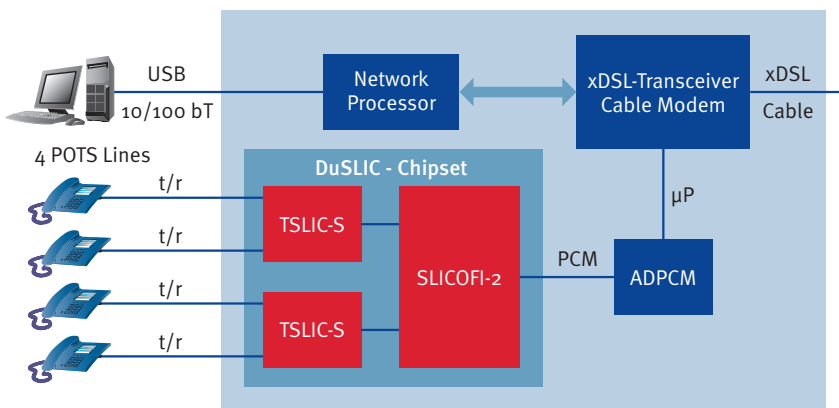 USB
10/100 bT
Network
Processor
xDSL-Transceiver
Cable Modem
xDSL
Cable
4 POTS Lines
DuSLIC - Chipset
t/r
t/r
t/r
t/r
TSLIC-S
TSLIC-S
SLICOFI-2
PCM
µP
ADPCM